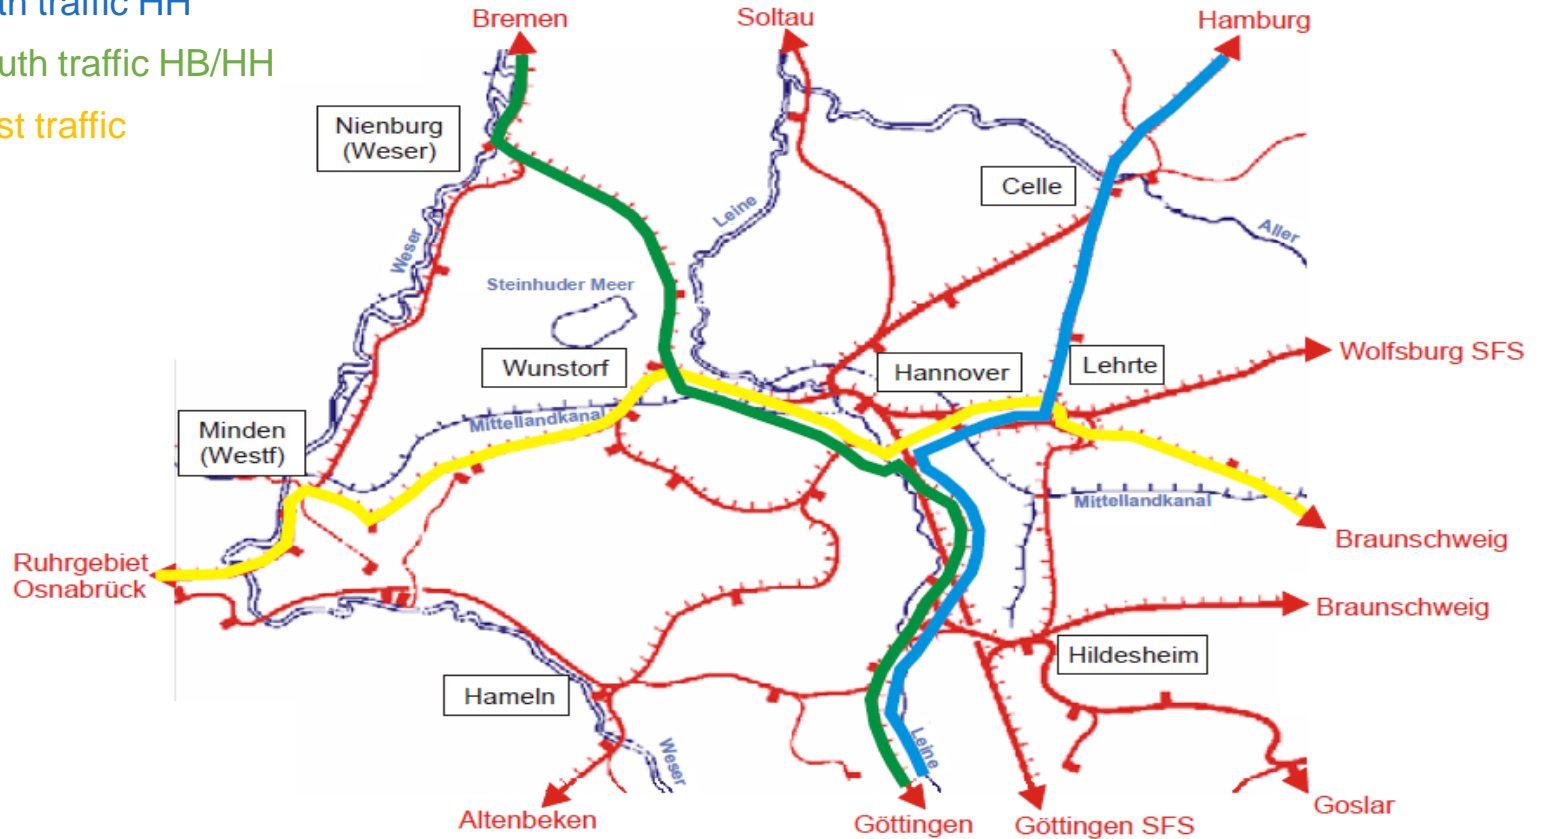 th traffic HH
uth traffic HB/HH
st traffic
Bremen
Soltau
Hamburg
Nienburg
(Weser)
Celle
Leine
Weser
Aller
Steinhuder Meer
Wunstorf
Hannover
Lehrte
Wolfsburg SFS
Minden
(Westf)
Mittellandkanal
Mittellandkanal
Braunschweig
Ruhrgebiet
Osnabrück
Braunschweig
Hildesheim
Hameln
Weser
Leine
Altenbeken
Göttingen
Göttingen SFS
Goslar